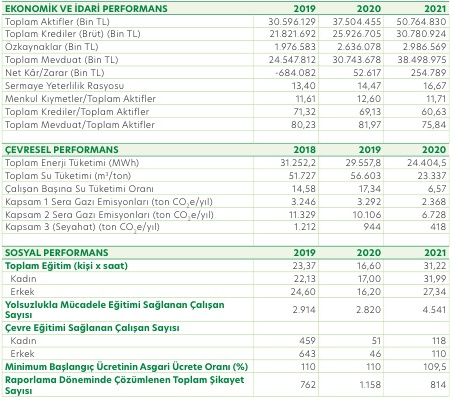 EKONOMİK VE İDARİ PERFORMANS 2019 2020 2021
Toplam Aktifler (Bin TL) 30.596.129 37.504.455 50.764.830
Toplam Krediler (Brüt) (Bin TL) 21.821.692 25.926.705 30.780.924
Özkaynaklar (Bin TL) 1.976.583 2.636.078 2.986.569
Toplam Mevduat (Bin TL) 24.547.812 30.743.678 38.498.975
Net Kâr/Zarar (Bin TL) -684.082 52.617 254.789
Sermaye Yeterlilik Rasyosu 13,40 14,47 16,67
Menkul Kıymetler/Toplam Aktifler 11,61 12,60 11,71
Toplam Krediler/Toplam Aktifler 71,32 69,13 60,63
Toplam Mevduat/Toplam Aktifler 80,23 81,97 75,84
ÇEVRESEL PERFORMANS 2018 2019 2020
Toplam Enerji Tüketimi (MWh) 31.252,2 29.557,8 24.404,5
Toplam Su Tüketimi (m³/ton) 51.727 56.603 23.337
Çalışan Başına Su Tüketimi Oranı 14,58 17,34 6,57
Kapsam 1 Sera Gazı Emisyonları (ton CO₂e/yıl) 3.246 3.292 2.368
Kapsam 2 Sera Gazı Emisyonları (ton CO₂e/yıl) 11.329 10.106 6.728
Kapsam 3 (Seyahat) (ton CO₂e/yıl) 1.212 944 418
SOSYAL PERFORMANS 2019 2020 2021
Toplam Eğitim (kişi x saat) 23,37 16,60 31,22
Kadın 22,13 17,00 31,99
Erkek 24,60 16,20 27,34
Yolsuzlukla Mücadele Eğitimi Sağlanan Çalışan
Sayısı 2.914 2.820 4.541
Çevre Eğitimi Sağlanan Çalışan Sayısı
Kadın 459 51 118
Erkek 643 46 110
Minimum Başlangıç Ücretinin Asgari Ücrete Oranı (%) 110 110 109,5
Raporlama Döneminde Çözümlenen Toplam Şikayet
Sayısı 762 1.158 814